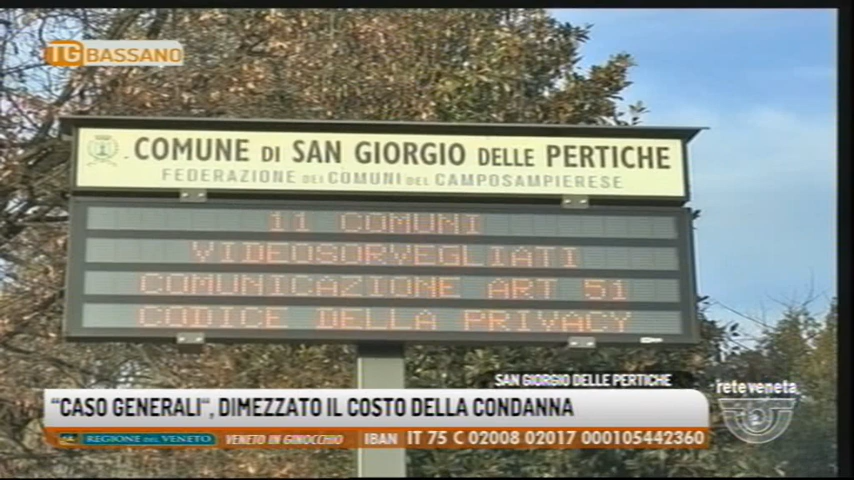 TG BASSANO
COMUNE DI SAN GIORGIO DELLE PERTICHE
FEDERAZIONE DEI COMUNI DEL CAMPOSAMPIERESE
11 COMUNI
VIDEOSORVEGLIATI
COMUNICAZIONE ART 51
CODICE DELLA PRIVACY
SAN GIORGIO DELLE PERTICHE
reteveneta
"CASO GENERALI", DIMEZZATO IL COSTO DELLA CONDANNA
REGIONE DEL VENETO VENETO IN GINOCCHIO IBAN IT 75 C 02008 02017 000105442360